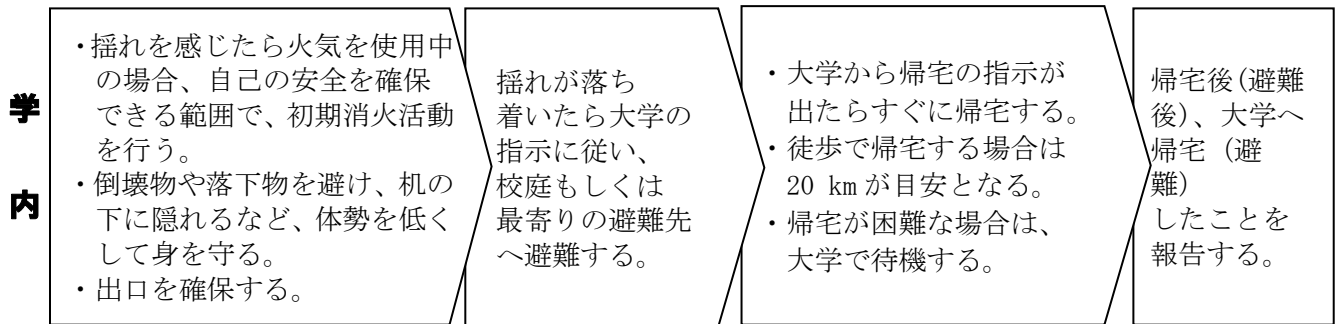 学
内
・揺れを感じたら火気を使用中
の場合、自己の安全を確保
できる範囲で、初期消火活動
を行う。
・倒壊物や落下物を避け、机の
下に隠れるなど、体勢を低く
して身を守る。
・出口を確保する。
揺れが落ち
着いたら大学の
指示に従い、
校庭もしくは
最寄りの避難先
へ避難する。
・大学から帰宅の指示が
出たらすぐに帰宅する。
・徒歩で帰宅する場合は
20 km が目安となる。
・帰宅が困難な場合は、
大学で待機する。
帰宅後(避難
後)、大学へ
帰宅 (避
難)
したことを
報告する。